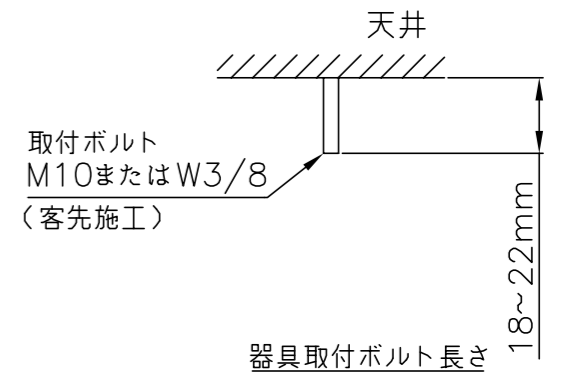 天井
取付ボルト
M10またはW3/8
（客先施工）
18~22mm
器具取付ボルト長さ